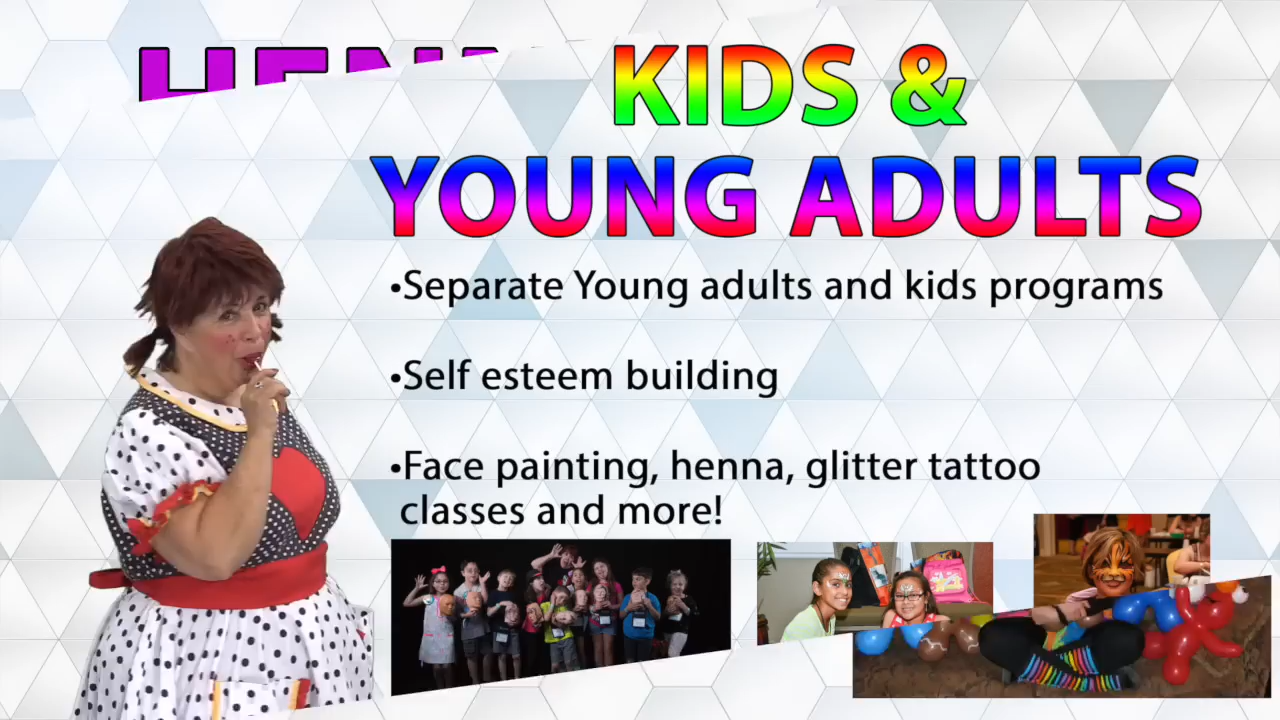 KIDS &
YOUNG ADULTS
•Separate Young adults and kids programs
•Self esteem building
•Face painting, henna, glitter tattoo
classes and more!